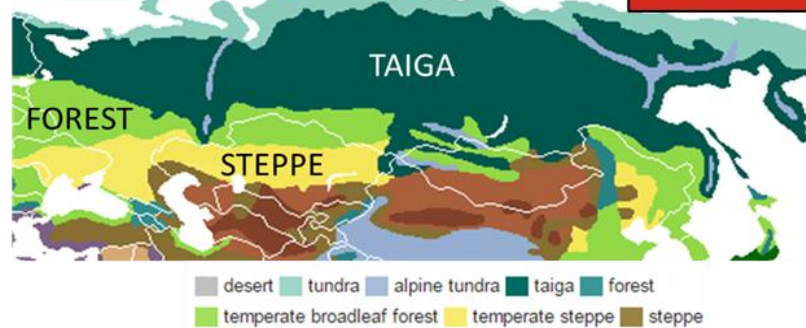 TAIGA
FOREST
STEPPE
desert tundra alpine tundra taiga forest
temperate broadleaf forest temperate steppe steppe